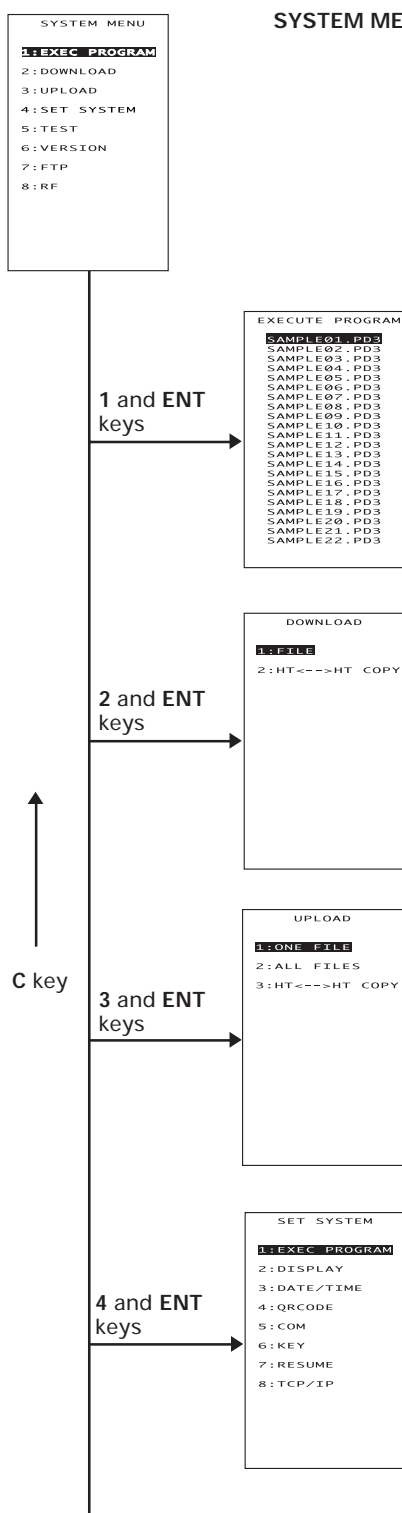 SYSTEM MENU
1:EXEC PROGRAM
2:DOWNLOAD
3:UPLOAD
4:SET SYSTEM
5:TEST
6:VERSION
7:FTP
8:RF
SYSTEM ME
1 and ENT
keys
EXECUTE PROGRAM
SAMPLE01.PD3
SAMPLE02.PD3
SAMPLE03.PD3
SAMPLE04.PD3
SAMPLE05.PD3
SAMPLE06.PD3
SAMPLE07.PD3
SAMPLE08.PD3
SAMPLE09.PD3
SAMPLE10.PD3
SAMPLE11.PD3
SAMPLE12.PD3
SAMPLE13.PD3
SAMPLE14.PD3
SAMPLE15.PD3
SAMPLE16.PD3
SAMPLE17.PD3
SAMPLE18.PD3
SAMPLE19.PD3
SAMPLE20.PD3
SAMPLE21.PD3
SAMPLE22.PD3
2 and ENT
keys
DOWNLOAD
1:FILE
2:HT<-->HT COPY
C key
3 and ENT
keys
UPLOAD
1:ONE FILE
2:ALL FILES
3:HT<-->HT COPY
4 and ENT
keys
SET SYSTEM
1:EXEC PROGRAM
2:DISPLAY
3:DATE/TIME
4:QRCODE
5:COM
6:KEY
7:RESUME
8:TCP/IP